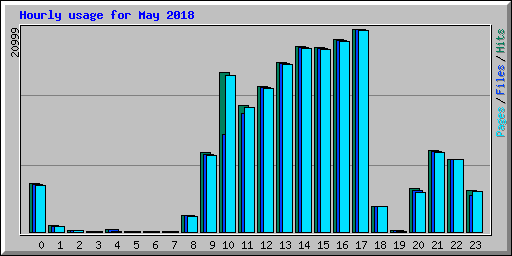 Hourly usage for May 2018
20999
Pages/Files/Hits
0 1 2 3 4 5 6 7 8 9 10 11 12 13 14 15 16 17 18 19 20 21 22 23